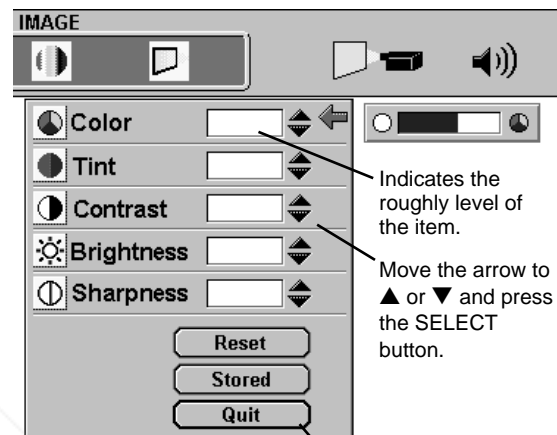 IMAGE
Color
Tint
Contrast
Brightness
Sharpness
Reset
Stored
Quit
Indicates the
roughly level of
the item.
Move the arrow to
▲ or ▼ and press
the SELECT
button.